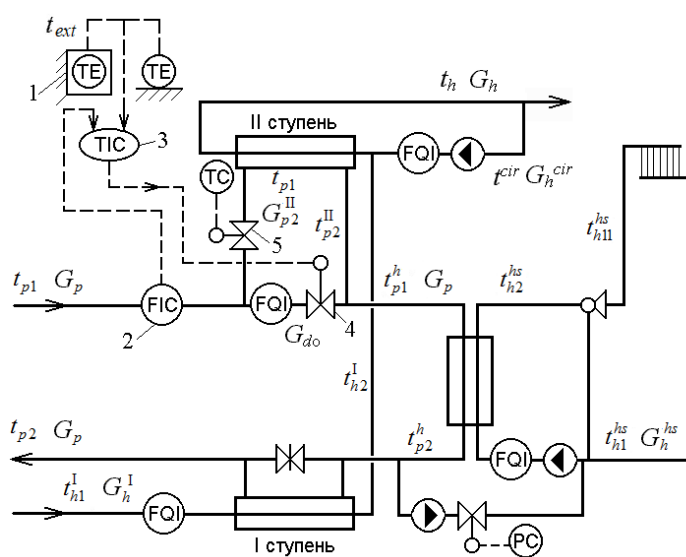 t_ext
TE
TE
1
t_h G_h
II ступень
TIC
3
FQI
TC
t_p1
t^cir G_h^cir
G_p2^II
t_p2^II
t_h11^hs
5
t_p1 G_p
t_p1^h G_p
t_h2^hs
FIC
FQI
4
2
G_do
t_h2^I
t_p2 G_p
t_p2^h
t_h1^hs G_h^hs
FQI
t_h1^I G_h^I
FQI
PC
I ступень